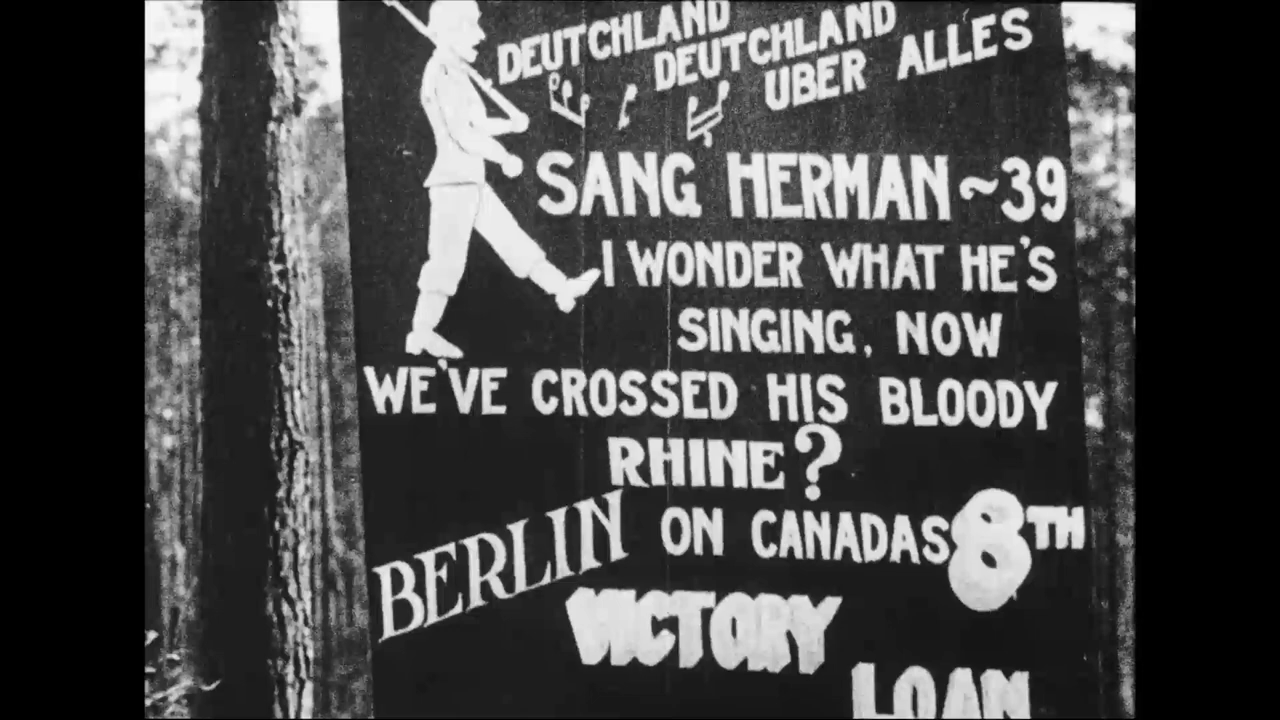 DEUTCHLAND
DEUTCHLAND
UBER ALLES
SANG HERMAN ~39
I WONDER WHAT HE'S
SINGING, NOW
WE'VE CROSSED HIS BLOODY
RHINE?
BERLIN ON CANADAS 8TH
VICTORY
LOAN